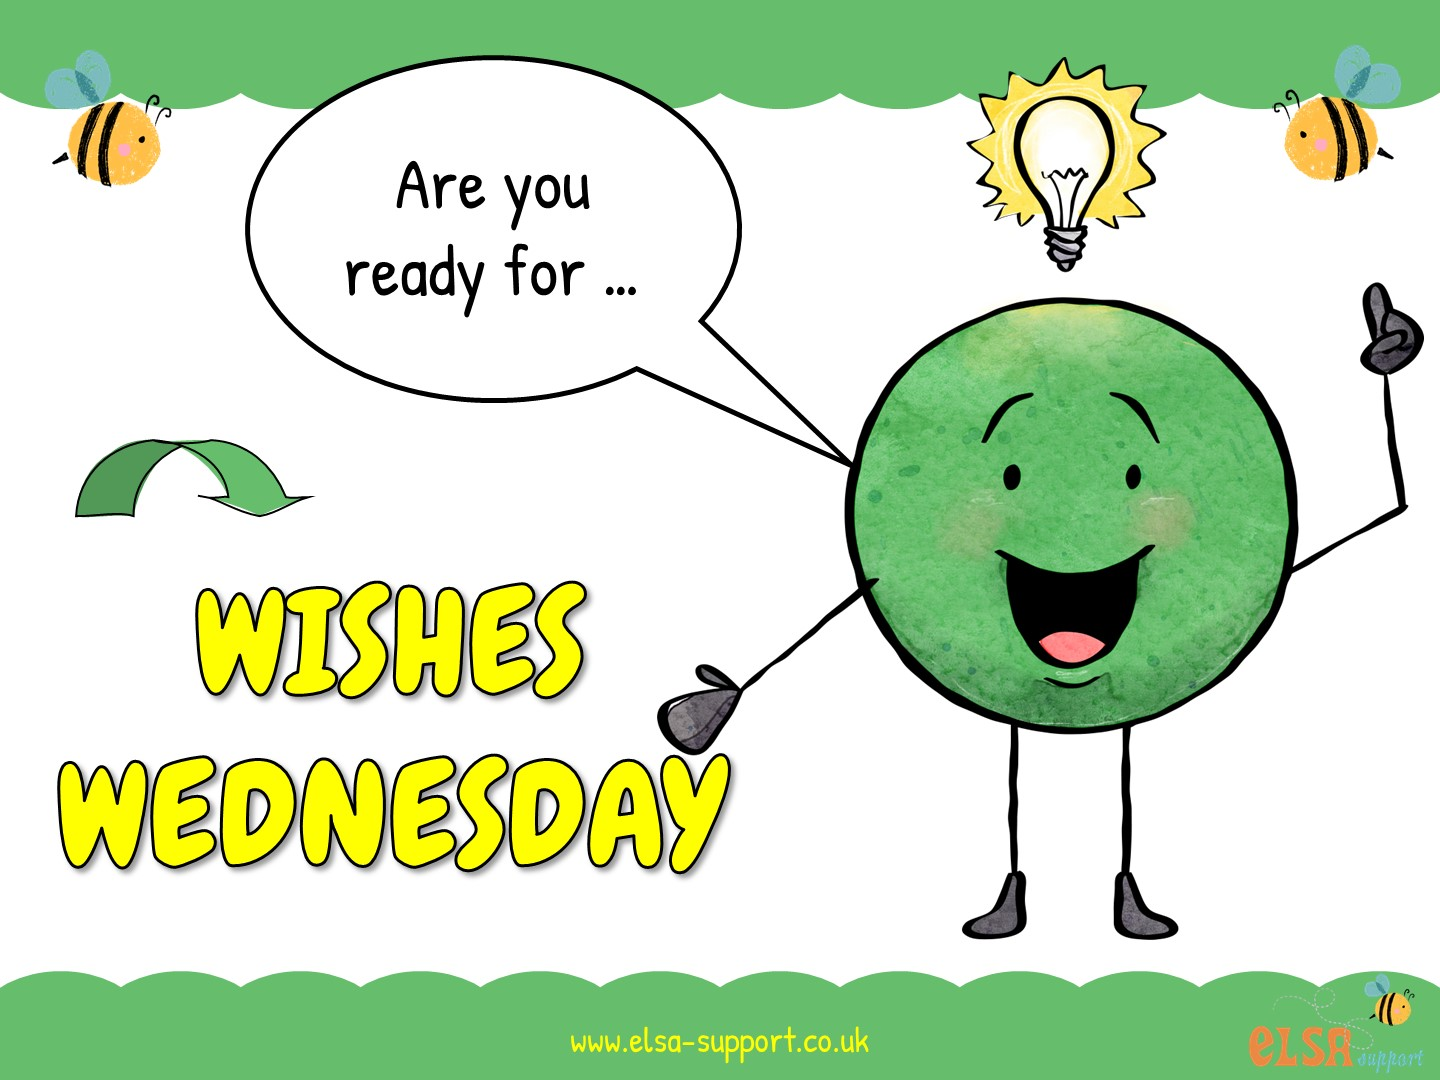 Are you
ready for ...
WISHES
WEDNESDAY
www.elsa-support.co.uk
ELSA
support